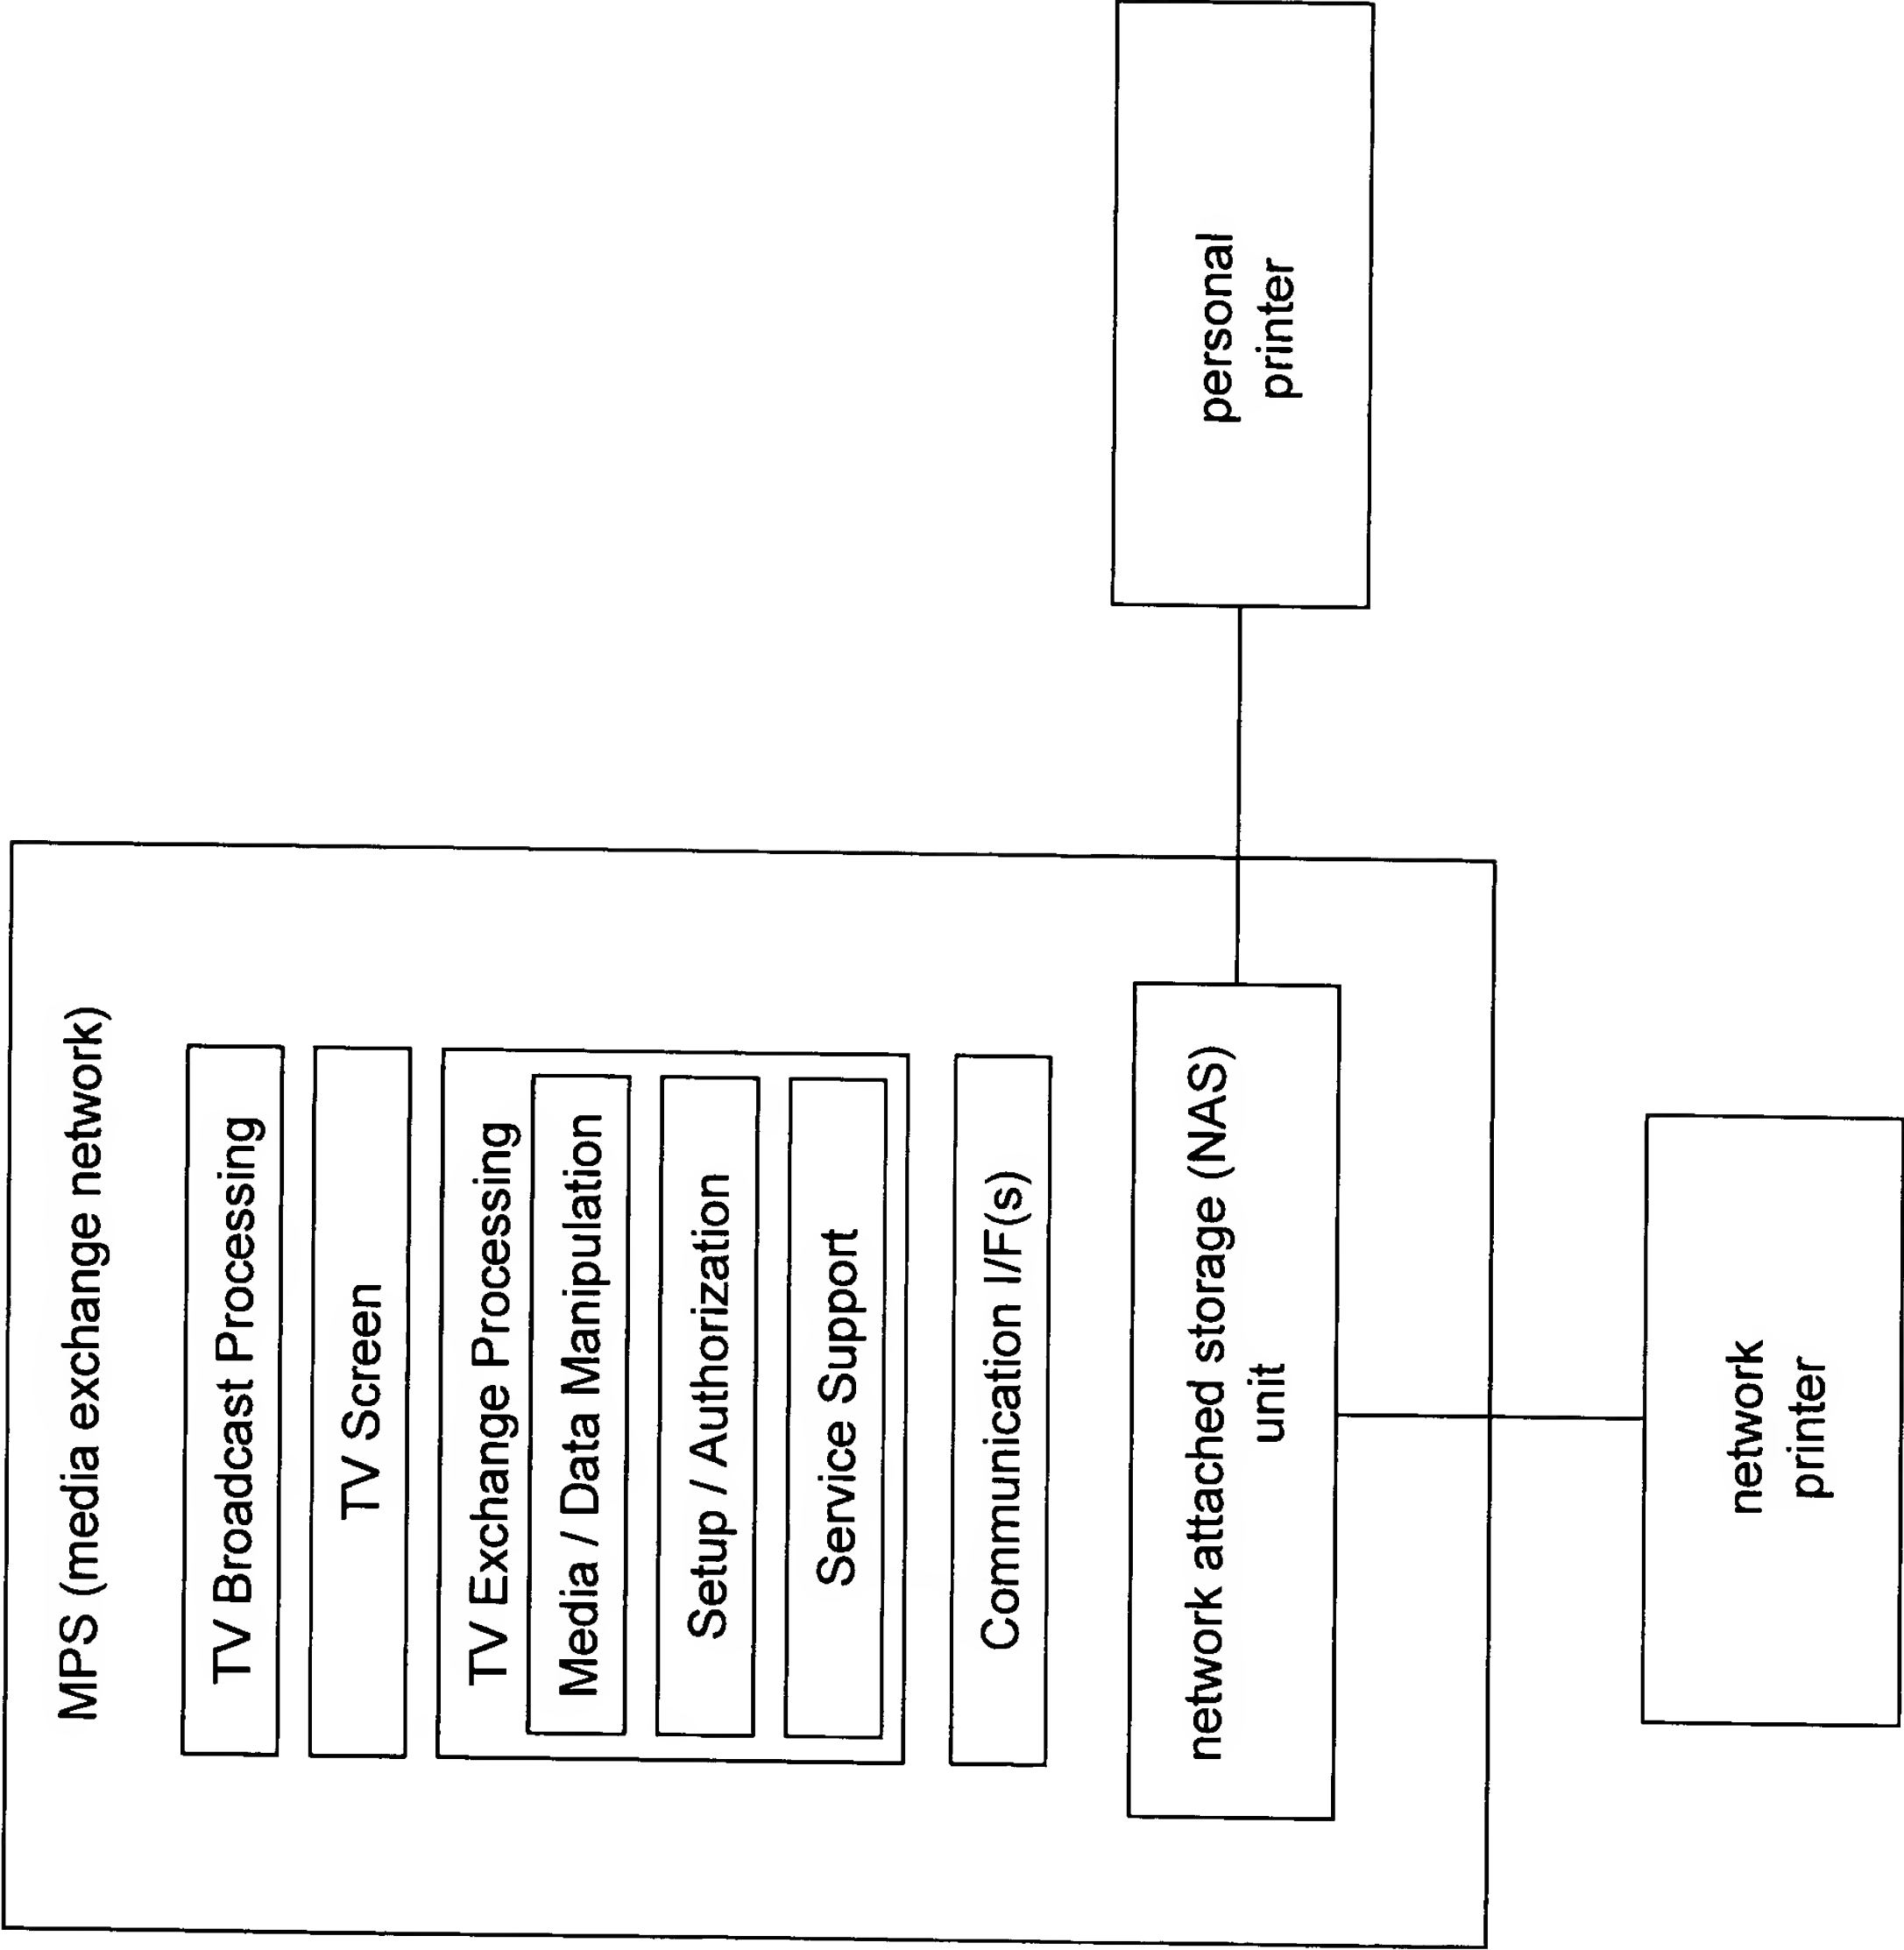 MPS (media exchange network)
TV Broadcast Processing
TV Screen
TV Exchange Processing
Media / Data Manipulation
Setup / Authorization
Service Support
Communication I/F(s)
network attached storage (NAS)
unit
personal
printer
network
printer